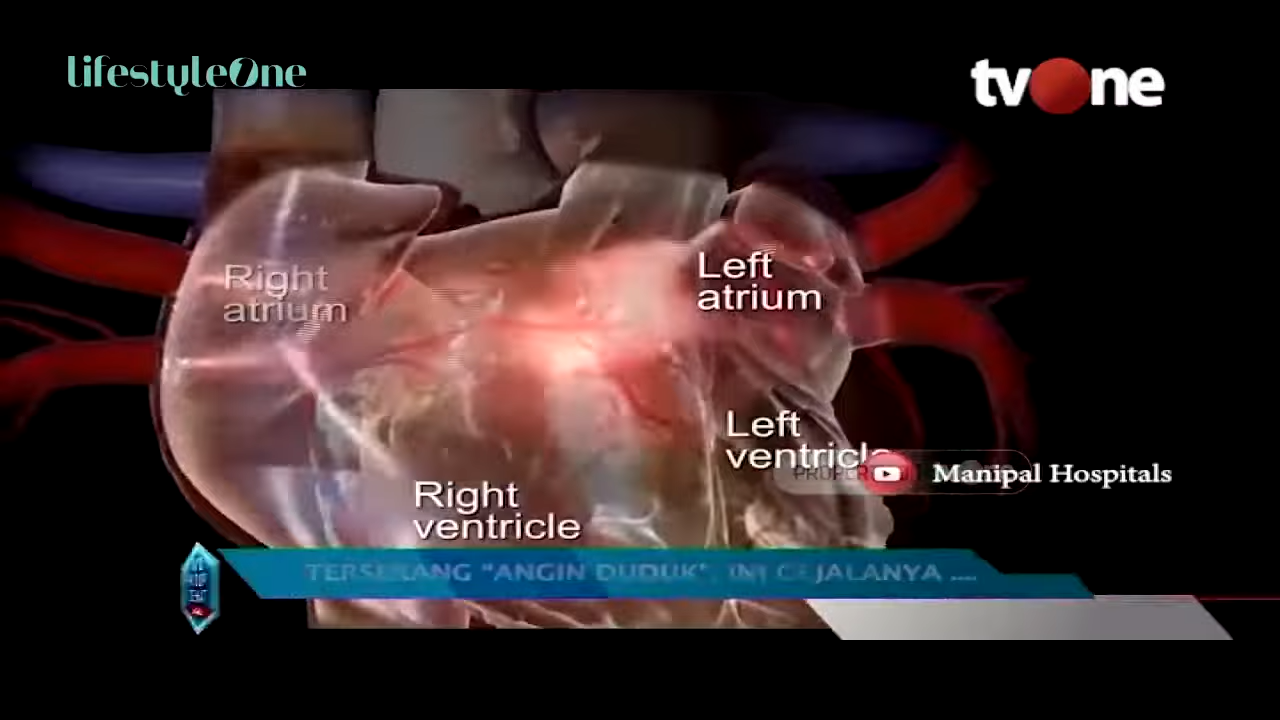 lifestyleOne
tvOne
Right
atrium
Left
atrium
Left
ventricle
Manipal Hospitals
Right
ventricle
TERSERANG "ANGIN DUDUK", INI GEJALANYA ....